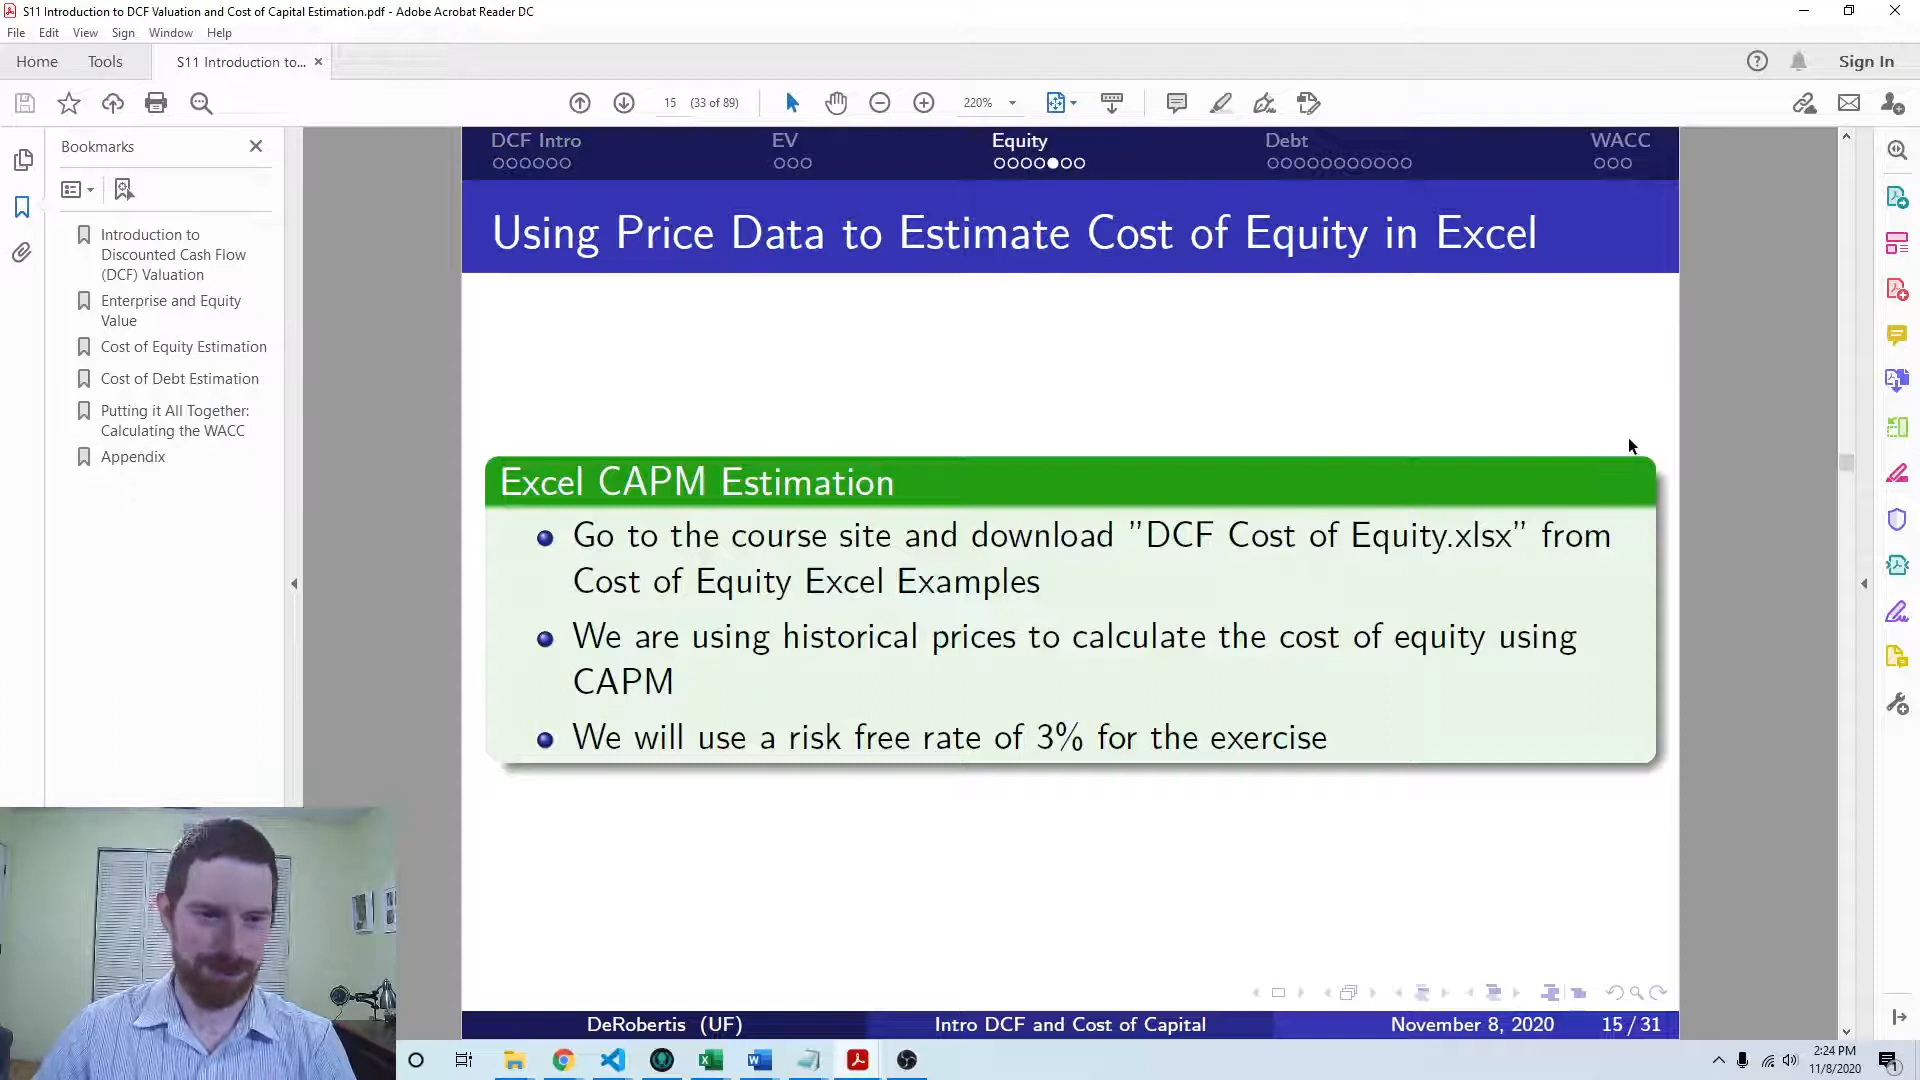 S11 Introduction to DCF Valuation and Cost of Capital Estimation.pdf - Adobe Acrobat Reader DC
File Edit View Sign Window Help
Home Tools S11 Introduction to... × Sign In
15 (33 of 89) 220%
Bookmarks
Introduction to
Discounted Cash Flow
(DCF) Valuation
Enterprise and Equity
Value
Cost of Equity Estimation
Cost of Debt Estimation
Putting it All Together:
Calculating the WACC
Appendix
DCF Intro EV Equity Debt WACC
Using Price Data to Estimate Cost of Equity in Excel
Excel CAPM Estimation
Go to the course site and download ”DCF Cost of Equity.xlsx” from
Cost of Equity Excel Examples
We are using historical prices to calculate the cost of equity using
CAPM
We will use a risk free rate of 3% for the exercise
DeRobertis (UF) Intro DCF and Cost of Capital November 8, 2020 15 / 31
2:24 PM
11/8/2020